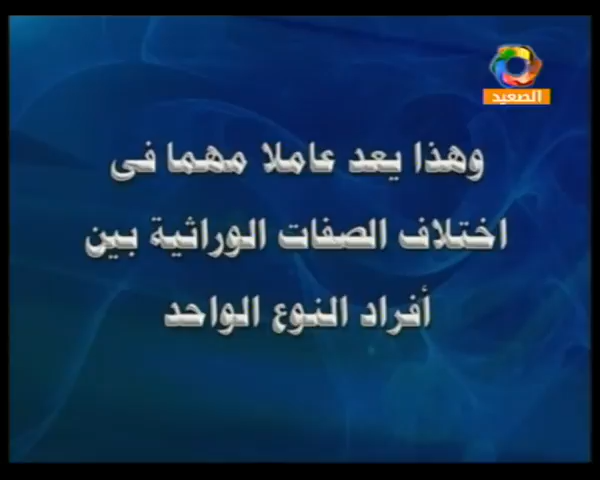 الصعيد
وهذا يعد عاملا مهما فى
اختلاف الصفات الوراثية بين
أفراد النوع الواحد